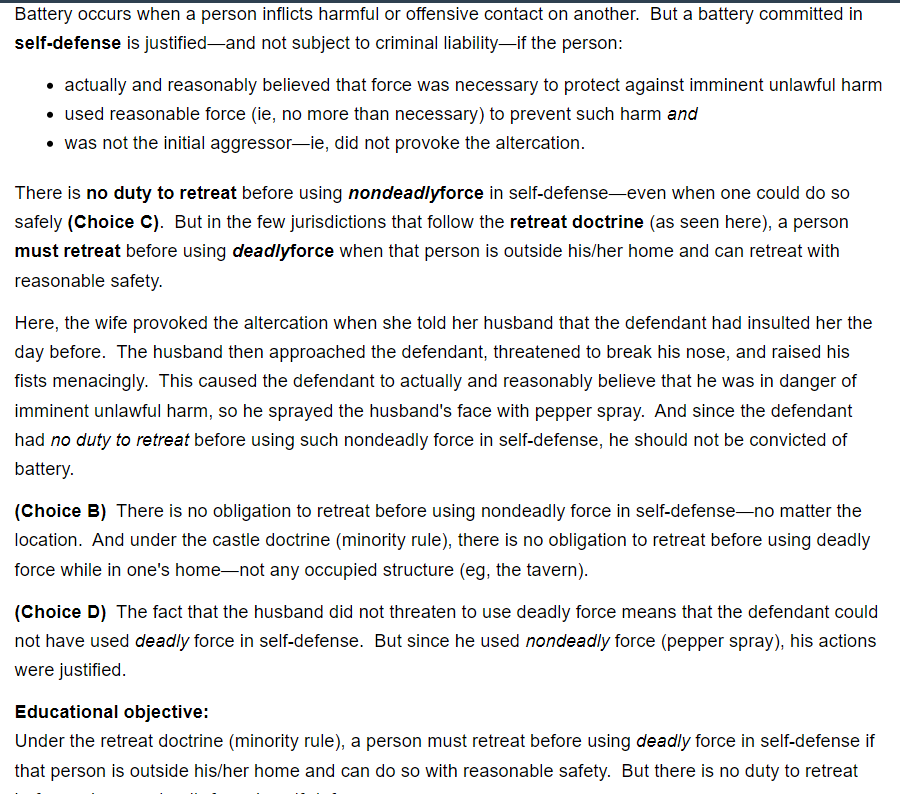 Battery occurs when a person inflicts harmful or offensive contact on another.  But a battery committed in
self-defense is justified—and not subject to criminal liability—if the person:
• actually and reasonably believed that force was necessary to protect against imminent unlawful harm
• used reasonable force (ie, no more than necessary) to prevent such harm and
• was not the initial aggressor—ie, did not provoke the altercation.
There is no duty to retreat before using nondeadlyforce in self-defense—even when one could do so
safely (Choice C).  But in the few jurisdictions that follow the retreat doctrine (as seen here), a person
must retreat before using deadlyforce when that person is outside his/her home and can retreat with
reasonable safety.
Here, the wife provoked the altercation when she told her husband that the defendant had insulted her the
day before.  The husband then approached the defendant, threatened to break his nose, and raised his
fists menacingly.  This caused the defendant to actually and reasonably believe that he was in danger of
imminent unlawful harm, so he sprayed the husband's face with pepper spray.  And since the defendant
had no duty to retreat before using such nondeadly force in self-defense, he should not be convicted of
battery.
(Choice B)  There is no obligation to retreat before using nondeadly force in self-defense—no matter the
location.  And under the castle doctrine (minority rule), there is no obligation to retreat before using deadly
force while in one's home—not any occupied structure (eg, the tavern).
(Choice D)  The fact that the husband did not threaten to use deadly force means that the defendant could
not have used deadly force in self-defense.  But since he used nondeadly force (pepper spray), his actions
were justified.
Educational objective:
Under the retreat doctrine (minority rule), a person must retreat before using deadly force in self-defense if
that person is outside his/her home and can do so with reasonable safety.  But there is no duty to retreat